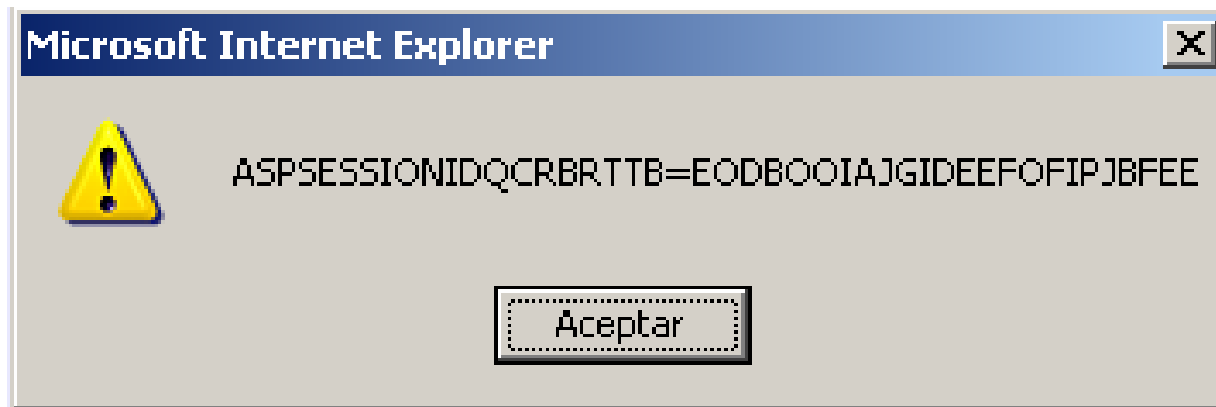 Microsoft Internet Explorer
ASPSESSIONIDQCRBRTTB=EODBOOIAJGIDEEFOFIPJBFEE
Aceptar